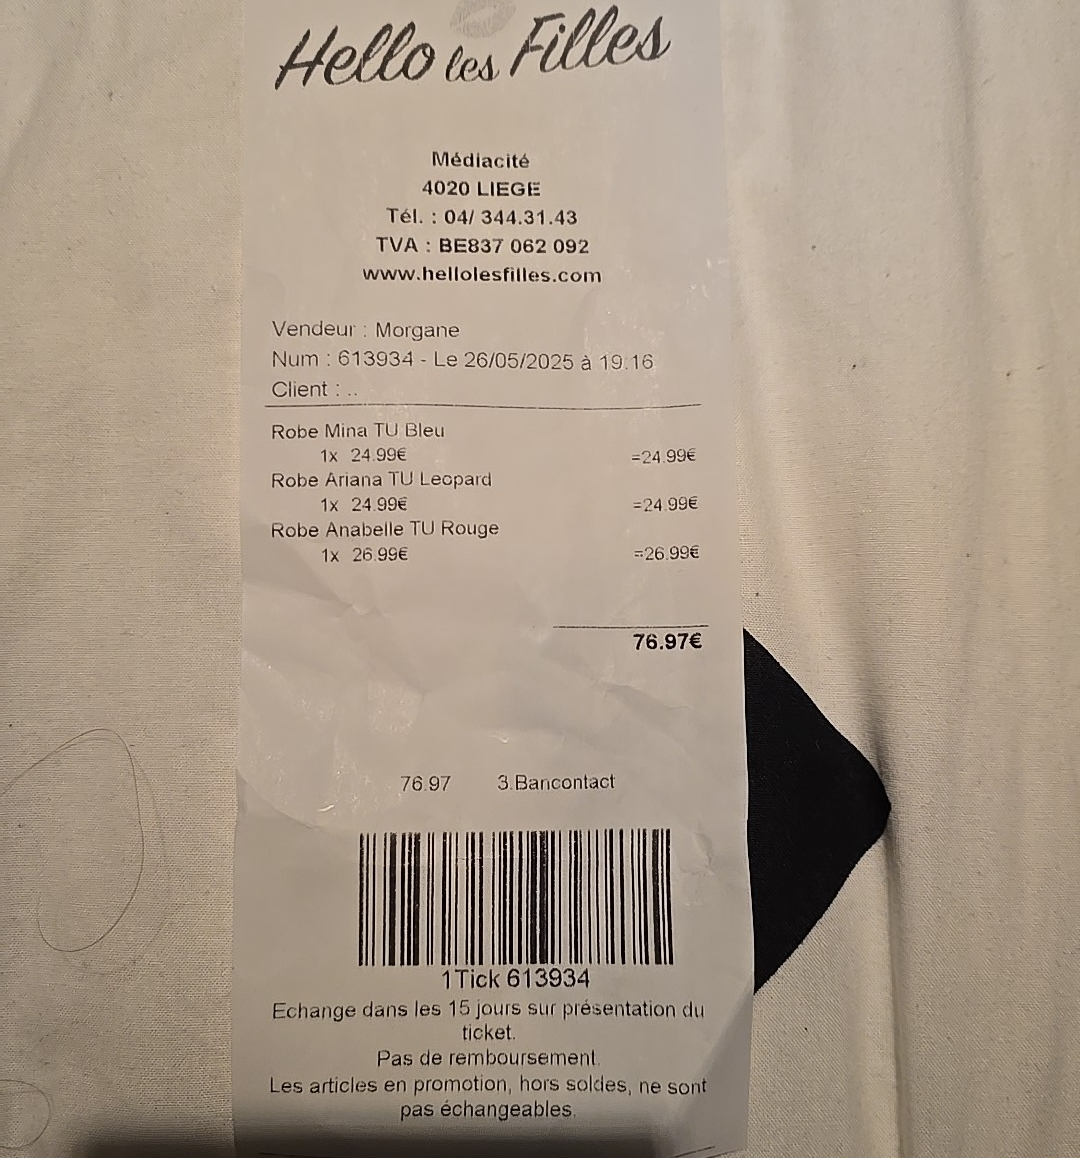 Hello les Filles
Médiacité
4020 LIEGE
Tél. : 04/ 344.31.43
TVA : BE837 062 092
www.hellolesfilles.com
Vendeur : Morgane
Num : 613934 - Le 26/05/2025 à 19:16
Client : ..
Robe Mina TU Bleu
1x 24.99€ =24.99€
Robe Ariana TU Leopard
1x 24.99€ =24.99€
Robe Anabelle TU Rouge
1x 26.99€ =26.99€
76.97€
76.97 3.Bancontact
1Tick 613934
Echange dans les 15 jours sur présentation du
ticket.
Pas de remboursement.
Les articles en promotion, hors soldes, ne sont
pas échangeables.